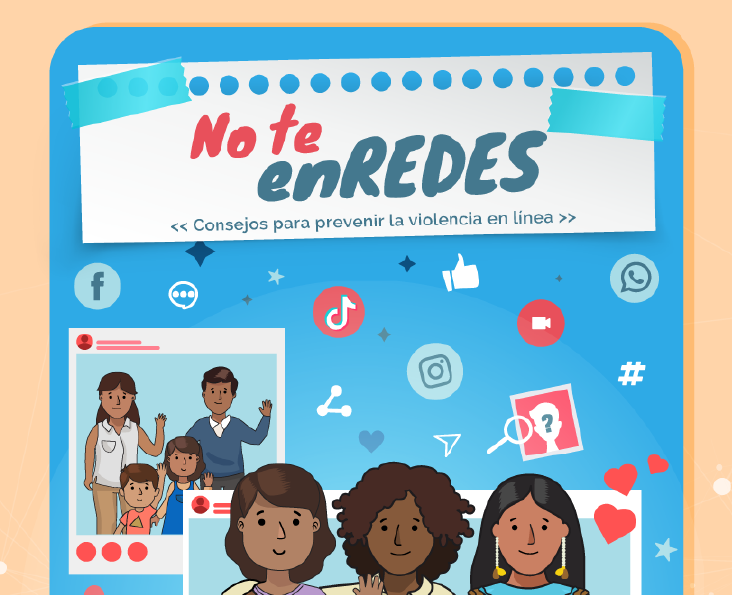 No te
enREDES
<< Consejos para prevenir la violencia en línea >>
f
#
?